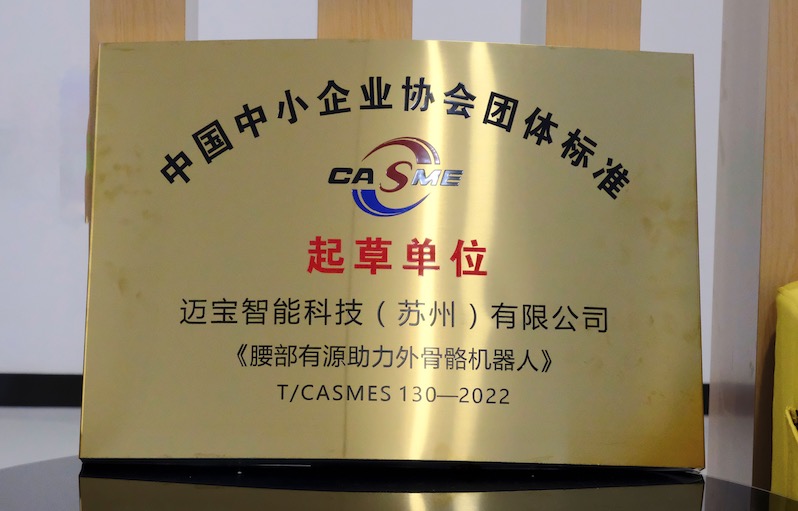 中国中小企业协会团体标准
CASME
起草单位
迈宝智能科技（苏州）有限公司
《腰部有源助力外骨骼机器人》
T/CASMES 130—2022